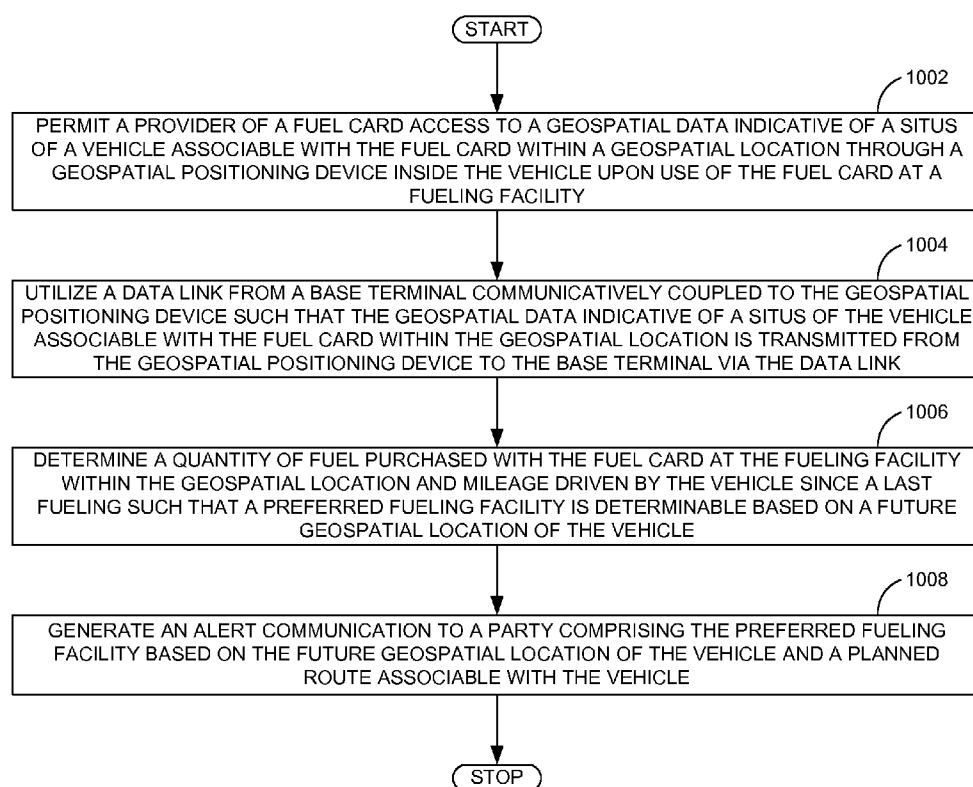 START
1002
PERMIT A PROVIDER OF A FUEL CARD ACCESS TO A GEOSPATIAL DATA INDICATIVE OF A SITUS
OF A VEHICLE ASSOCIABLE WITH THE FUEL CARD WITHIN A GEOSPATIAL LOCATION THROUGH A
GEOSPATIAL POSITIONING DEVICE INSIDE THE VEHICLE UPON USE OF THE FUEL CARD AT A
FUELING FACILITY
1004
UTILIZE A DATA LINK FROM A BASE TERMINAL COMMUNICATIVELY COUPLED TO THE GEOSPATIAL
POSITIONING DEVICE SUCH THAT THE GEOSPATIAL DATA INDICATIVE OF A SITUS OF THE VEHICLE
ASSOCIABLE WITH THE FUEL CARD WITHIN THE GEOSPATIAL LOCATION IS TRANSMITTED FROM
THE GEOSPATIAL POSITIONING DEVICE TO THE BASE TERMINAL VIA THE DATA LINK
1006
DETERMINE A QUANTITY OF FUEL PURCHASED WITH THE FUEL CARD AT THE FUELING FACILITY
WITHIN THE GEOSPATIAL LOCATION AND MILEAGE DRIVEN BY THE VEHICLE SINCE A LAST
FUELING SUCH THAT A PREFERRED FUELING FACILITY IS DETERMINABLE BASED ON A FUTURE
GEOSPATIAL LOCATION OF THE VEHICLE
1008
GENERATE AN ALERT COMMUNICATION TO A PARTY COMPRISING THE PREFERRED FUELING
FACILITY BASED ON THE FUTURE GEOSPATIAL LOCATION OF THE VEHICLE AND A PLANNED
ROUTE ASSOCIABLE WITH THE VEHICLE
STOP